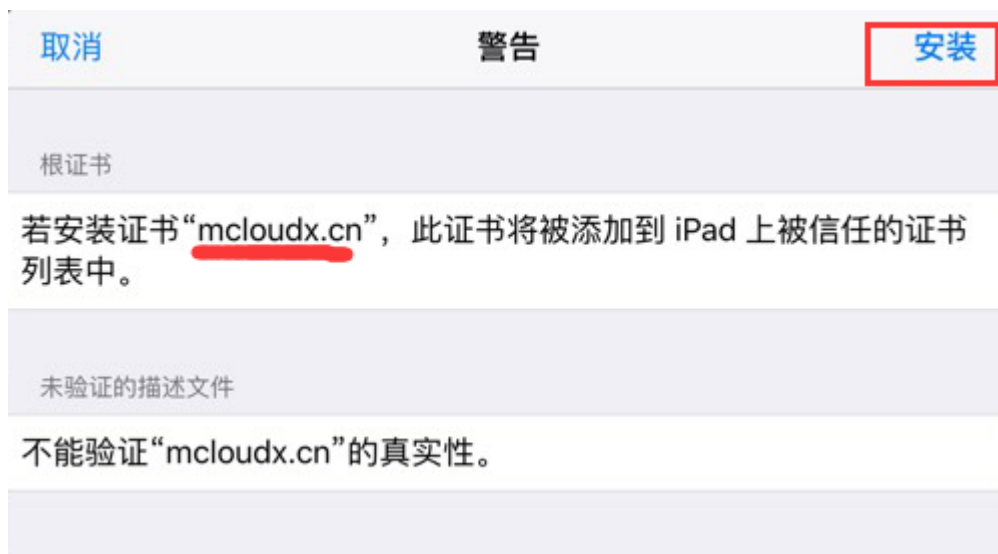 取消 警告 安装
根证书
若安装证书“mcloudx.cn”，此证书将被添加到 iPad 上被信任的证书
列表中。
未验证的描述文件
不能验证“mcloudx.cn”的真实性。